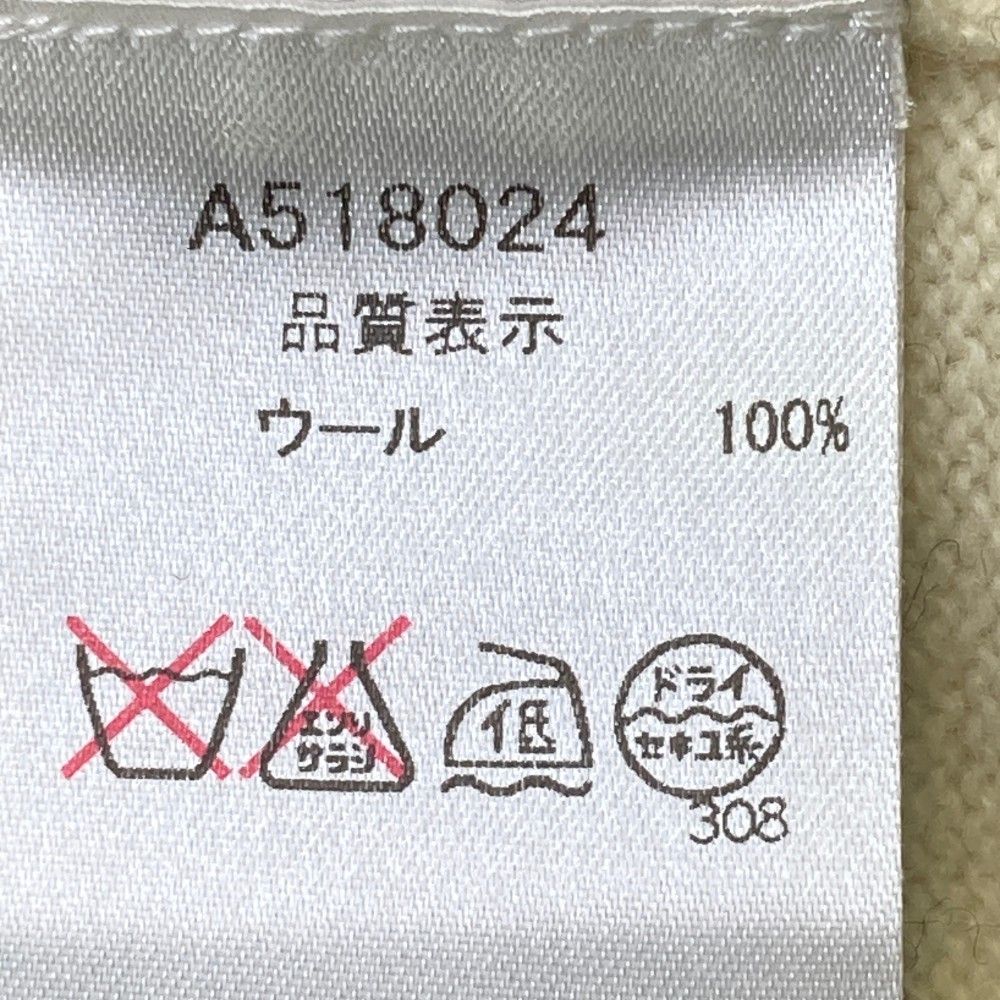 A518024
品質表示
ウール 100%
エンソ
サラシ
低
ドライ
セキユ系
308